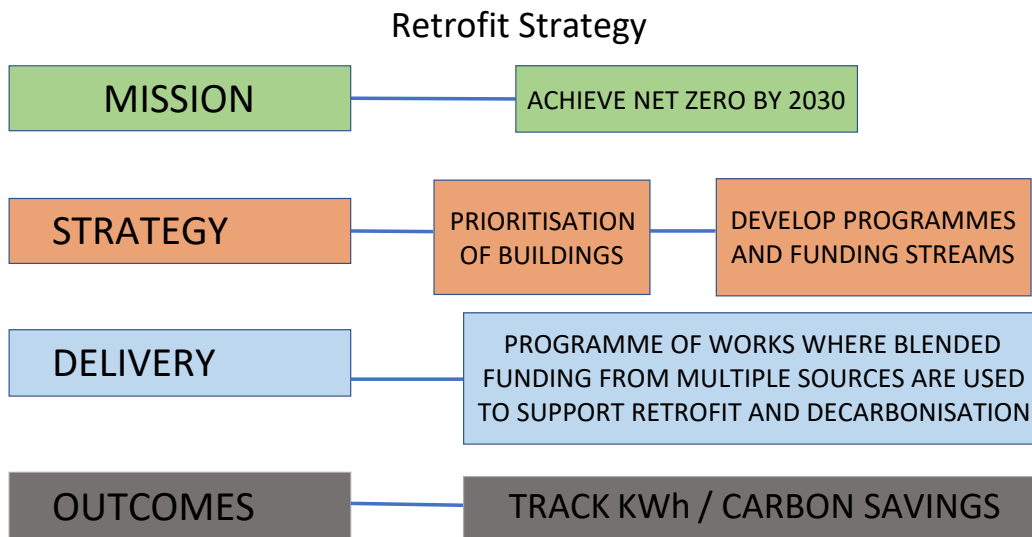 Retrofit Strategy
MISSION
ACHIEVE NET ZERO BY 2030
STRATEGY
PRIORITISATION
OF BUILDINGS
DEVELOP PROGRAMMES
AND FUNDING STREAMS
DELIVERY
PROGRAMME OF WORKS WHERE BLENDED
FUNDING FROM MULTIPLE SOURCES ARE USED
TO SUPPORT RETROFIT AND DECARBONISATION
OUTCOMES
TRACK KWh / CARBON SAVINGS